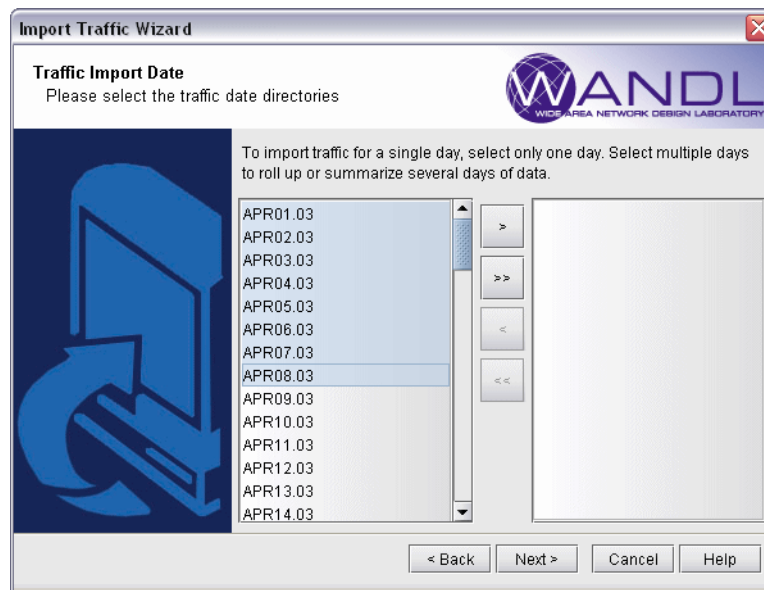 Import Traffic Wizard
Traffic Import Date
Please select the traffic date directories
WANDL
WIDE AREA NETWORK DESIGN LABORATORY
To import traffic for a single day, select only one day. Select multiple days
to roll up or summarize several days of data.
APR01.03
APR02.03
APR03.03
APR04.03
APR05.03
APR06.03
APR07.03
APR08.03
APR09.03
APR10.03
APR11.03
APR12.03
APR13.03
APR14.03
>
>>
<
<<
< Back
Next >
Cancel
Help